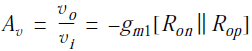 A_v = v_o / v_i = -g_m1[ R_on ∥ R_op ]